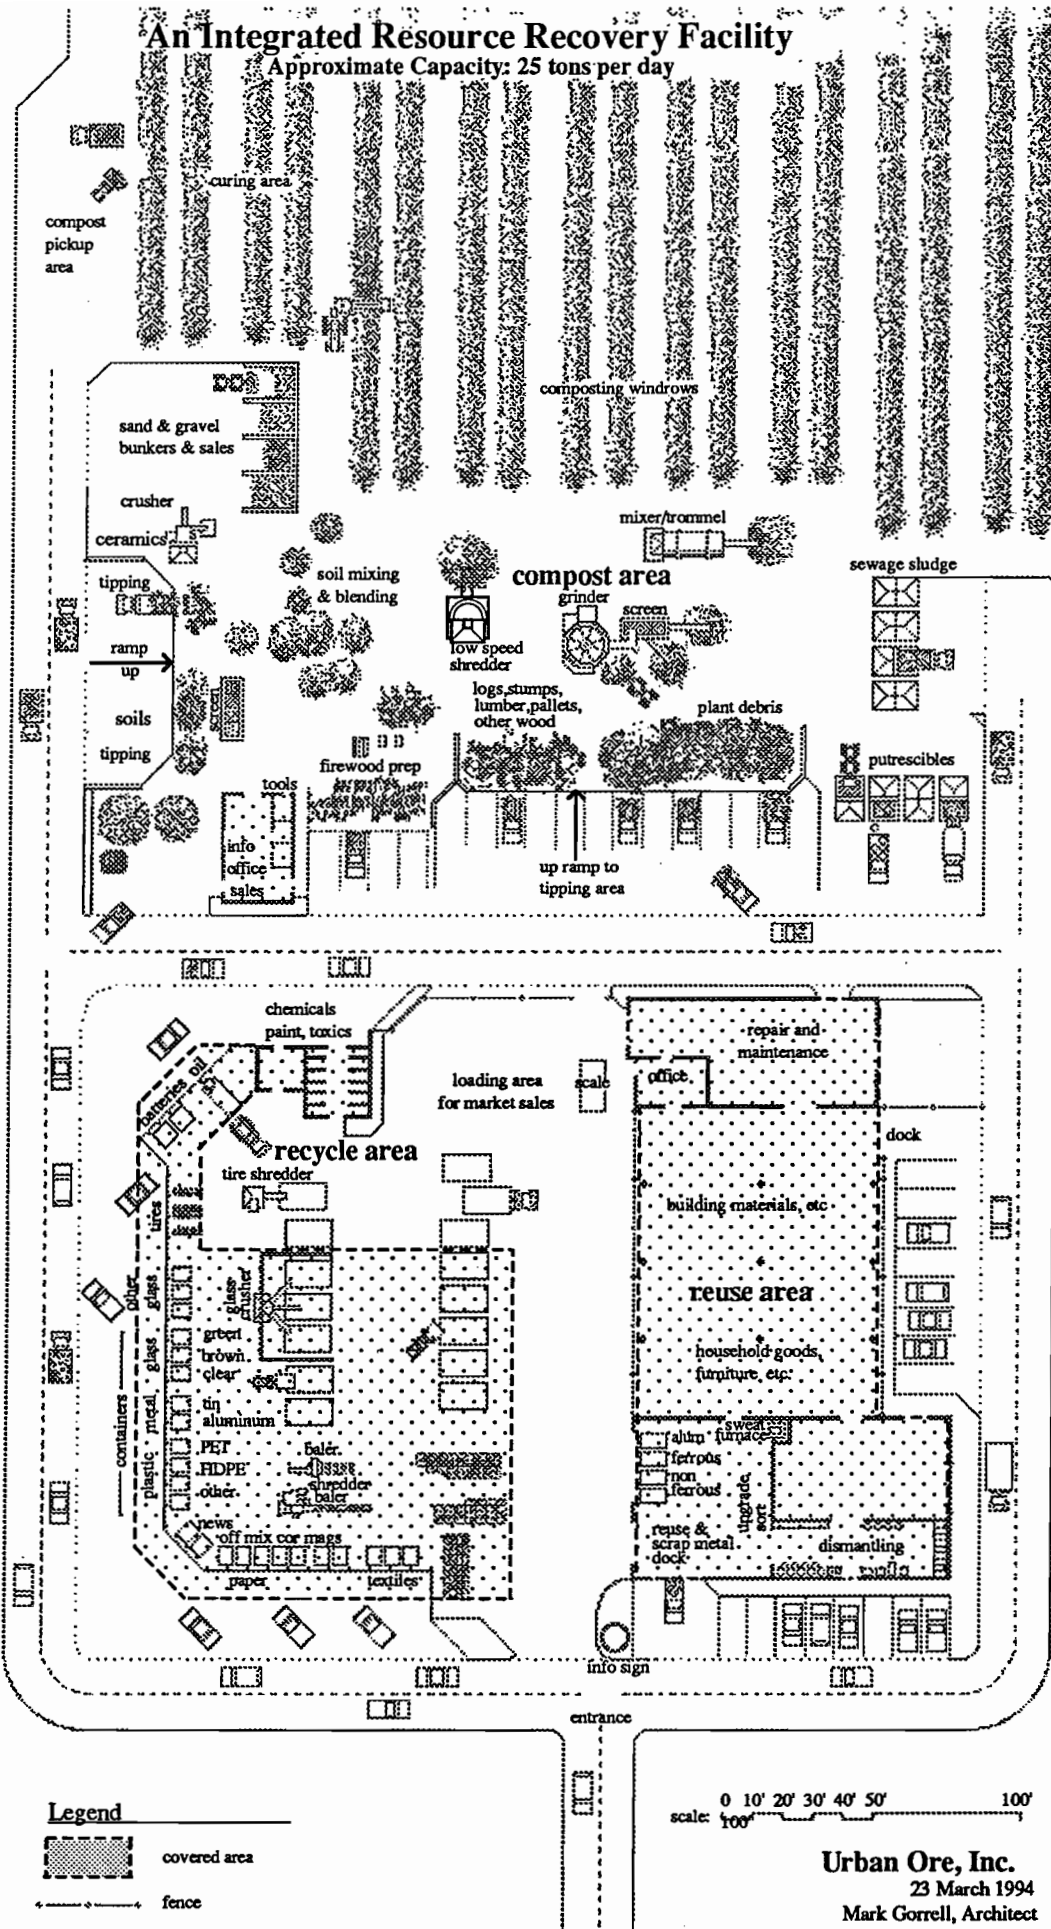 An Integrated Resource Recovery Facility
Approximate Capacity: 25 tons per day
curing area
compost
pickup
area
composting windrows
sand & gravel
bunkers & sales
crusher
ceramics
mixer/trommel
tipping
soil mixing
& blending
compost area
sewage sludge
grinder
screen
ramp
up
low speed
shredder
soils
screen
logs,stumps,
lumber,pallets,
other wood
plant debris
tipping
firewood prep
putrescibles
tools
info
office
sales
up ramp to
tipping area
chemicals
paint, toxics
repair and
maintenance
batteries oil
loading area
for market sales
scale
office
recycle area
dock
tire shredder
tires
building materials, etc
other
glass
glass
crusher
reuse area
green
brown
clear
glass
household goods,
furniture, etc.
containers
metal
tin
aluminum
sweat
furnace
alum
ferrous
non
ferrous
plastic
PET
HDPE
other
baler
shredder
baler
upgrade
sort
news
off mix cor mags
reuse &
scrap metal
dock
dismantling
paper
textiles
info sign
entrance
Legend
covered area
fence
scale:
0 10' 20' 30' 40' 50' 100'
100'
Urban Ore, Inc.
23 March 1994
Mark Gorrell, Architect